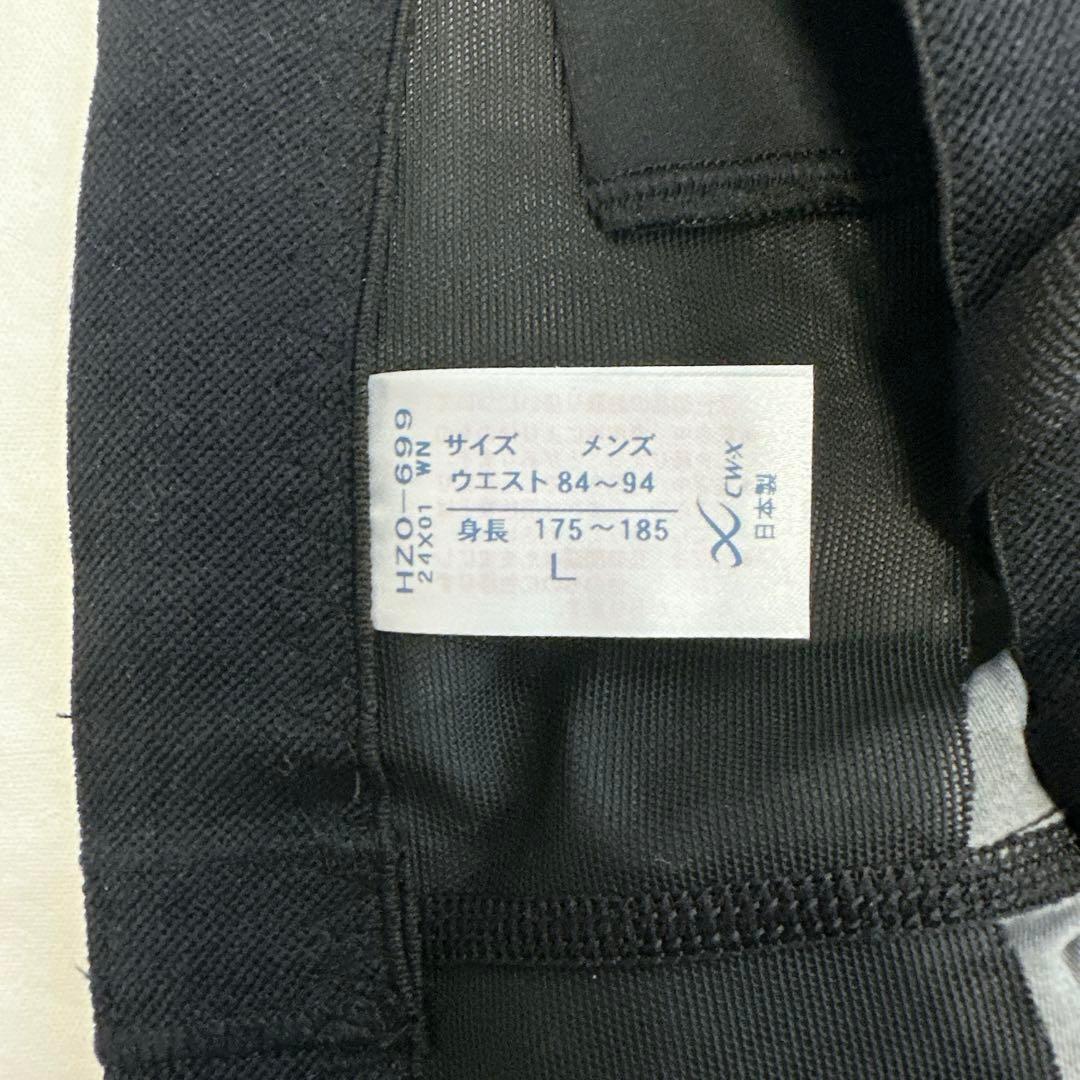 サイズ メンズ
ウエスト 84～94
身長 175～185
L
HZO-699
24X01 WN
CW-X
日本製